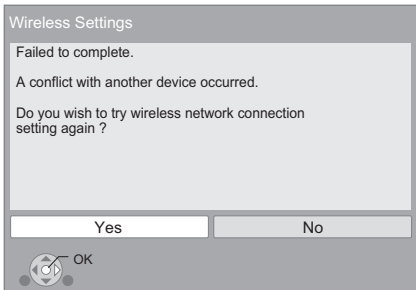 Wireless Settings
Failed to complete.
A conflict with another device occurred.
Do you wish to try wireless network connection
setting again ?
Yes No
OK